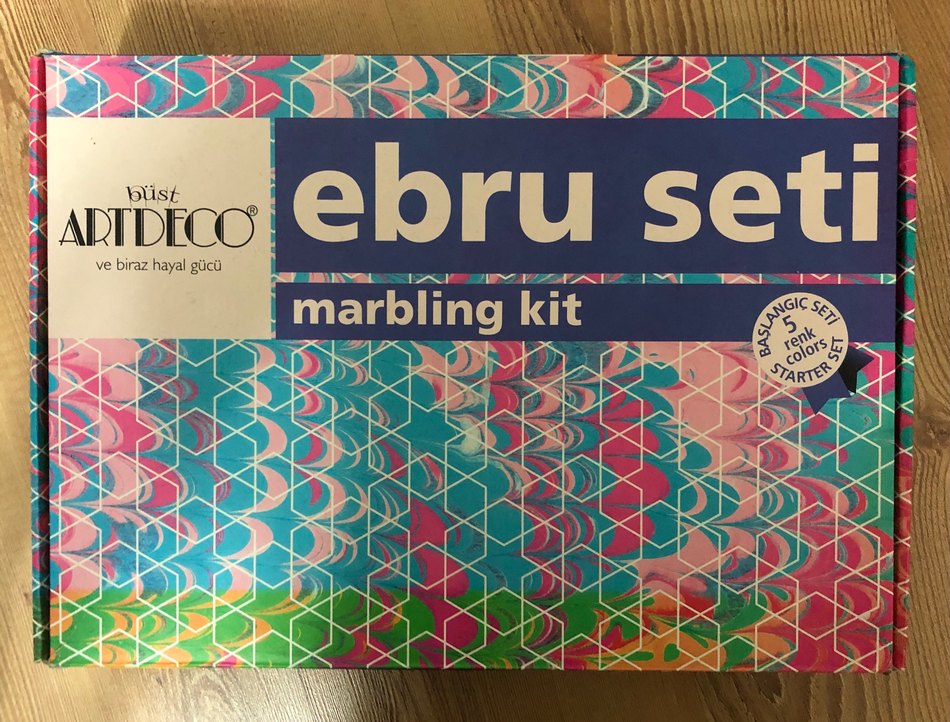 büst
ARTDECO®
ve biraz hayal gücü
ebru seti
marbling kit
BAŞLANGIÇ SETİ
5
renk
colors
STARTER SET